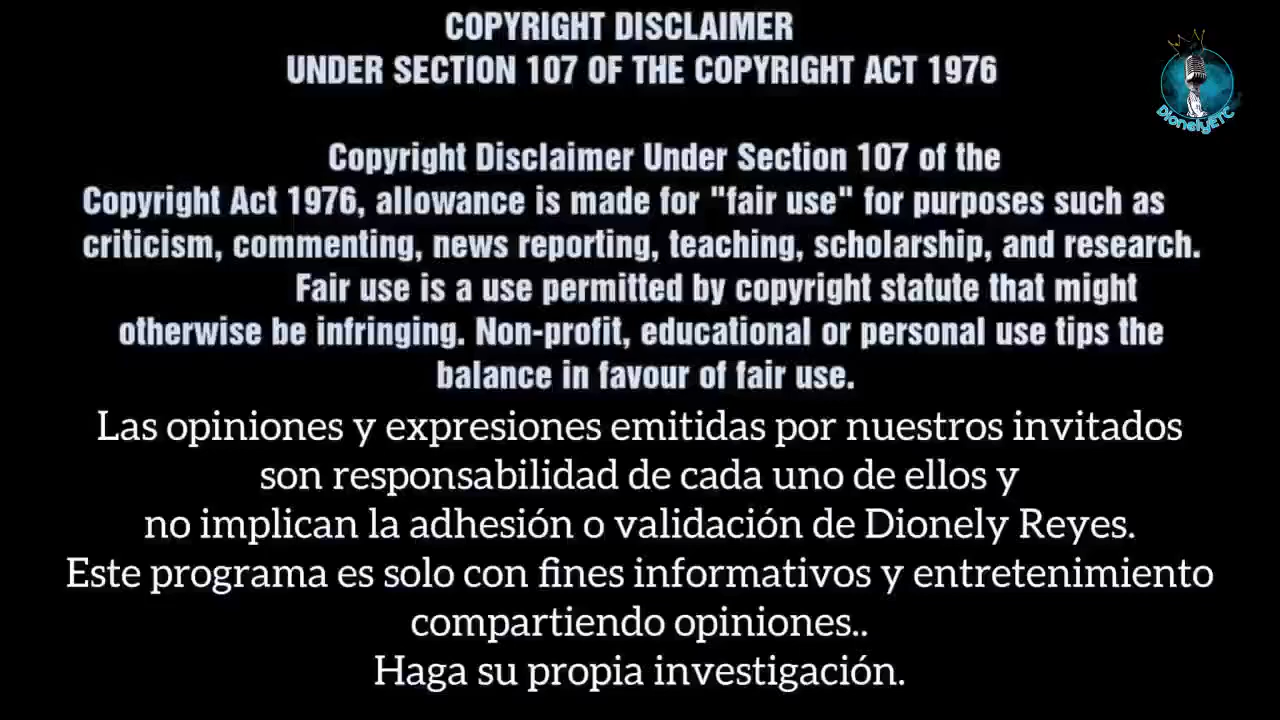 COPYRIGHT DISCLAIMER
UNDER SECTION 107 OF THE COPYRIGHT ACT 1976
DionelyETC
Copyright Disclaimer Under Section 107 of the
Copyright Act 1976, allowance is made for "fair use" for purposes such as
criticism, commenting, news reporting, teaching, scholarship, and research.
Fair use is a use permitted by copyright statute that might
otherwise be infringing. Non-profit, educational or personal use tips the
balance in favour of fair use.
Las opiniones y expresiones emitidas por nuestros invitados
son responsabilidad de cada uno de ellos y
no implican la adhesión o validación de Dionely Reyes.
Este programa es solo con fines informativos y entretenimiento
compartiendo opiniones..
Haga su propia investigación.